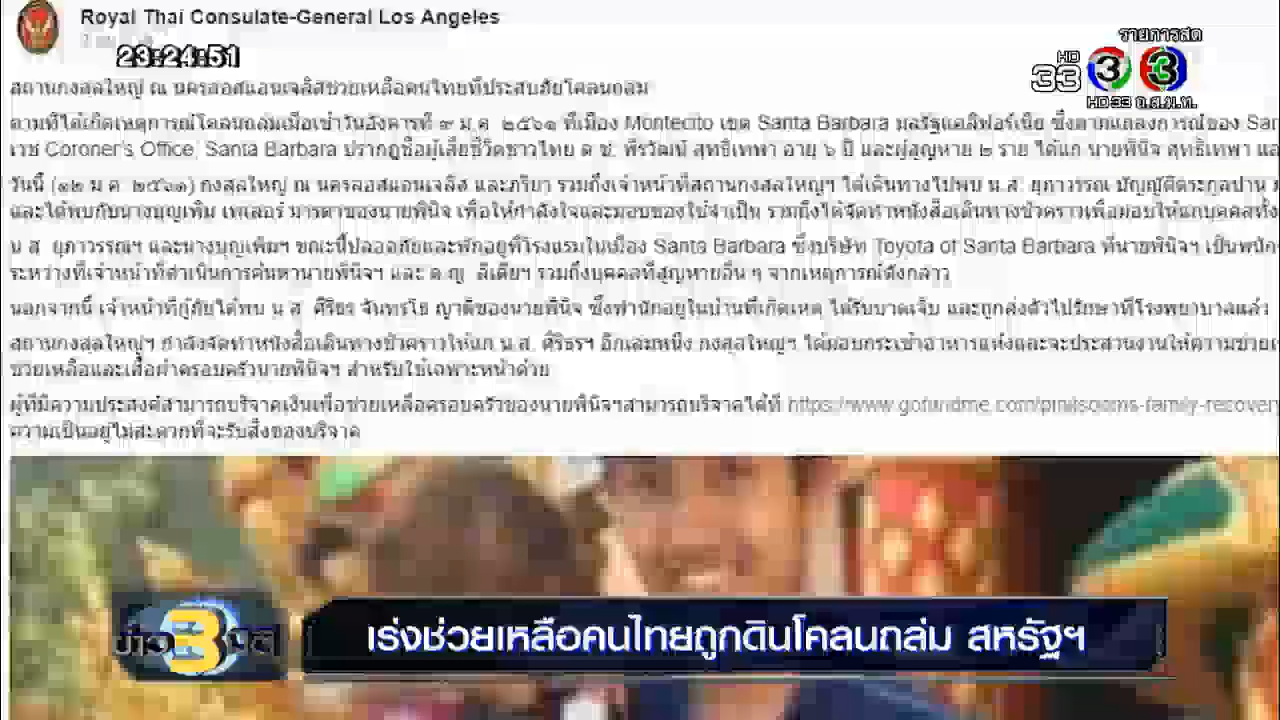 Royal Thai Consulate-General Los Angeles
23:24:51
รายการสด
HD
33 3 3
HD33 อ.ส.ม.ท.
สถานกงสุลใหญ่ ณ นครลอสแอนเจลิสช่วยเหลือคนไทยที่ประสบภัยโคลนถล่ม
ตามที่ได้เกิดเหตุการณ์โคลนถล่มเมื่อเช้าวันอังคารที่ ๙ ม.ค. ๒๕๖๑ ที่เมือง Montecito เขต Santa Barbara มลรัฐแคลิฟอร์เนีย ซึ่งจากแถลงการณ์ของ
เวช Coroner's Office, Santa Barbara ปรากฏชื่อผู้เสียชีวิตชาวไทย ด.ช. พีรวัฒน์ สุทธิเทพา อายุ ๖ ปี และผู้สูญหาย ๒ ราย ได้แก่ นายพินิจ สุทธิเทพา และ
วันนี้ (๑๒ ม.ค. ๒๕๖๑) กงสุลใหญ่ ณ นครลอสแอนเจลิส และภริยา รวมถึงเจ้าหน้าที่สถานกงสุลใหญ่ฯ ได้เดินทางไปพบ น.ส. ยุภาวรรณ
และได้พบกับนางบุญเพิ่ม เทเลอร์ มารดาของนายพินิจ เพื่อให้กำลังใจและมอบของใช้จำเป็น รวมถึงได้จัดทำหนังสือเดินทางชั่วคราวเพื่อมอบให้แก่บุคคลทั้ง
น.ส. ยุภาวรรณฯ และนางบุญเพิ่มฯ ขณะนี้ปลอดภัยและพักอยู่ที่โรงแรมในเมือง Santa Barbara ซึ่งบริษัท Toyota of Santa Barbara ที่นายพินิจฯ เป็น
ระหว่างที่เจ้าหน้าที่ดำเนินการค้นหานายพินิจฯ และ ด.ญ. ลิเดียฯ รวมถึงบุคคลที่สูญหายอื่น ๆ จากเหตุการณ์ดังกล่าว
นอกจากนี้ เจ้าหน้าที่กู้ภัยได้พบ น.ส. ศิริธร จันทรโช ญาติของนายพินิจ ซึ่งพำนักอยู่ในบ้านที่เกิดเหตุ ได้รับบาดเจ็บ และถูกส่งตัวไปรักษาที่โรงพยาบาลแล้ว
สถานกงสุลใหญ่ฯ กำลังจัดทำหนังสือเดินทางชั่วคราวให้แก่ น.ส. ศิริธรฯ อีกเล่มหนึ่ง กงสุลใหญ่ฯ ได้มอบกระเช้าอาหารแห้งและจะประสานงานให้ความช่วย
ช่วยเหลือและเสื้อผ้าครอบครัวนายพินิจฯ สำหรับใช้เฉพาะหน้าด้วย
ผู้ที่มีความประสงค์สามารถบริจาคเงินเพื่อช่วยเหลือครอบครัวของนายพินิจฯสามารถบริจาคได้ที่
ความเป็นอยู่ไม่สะดวกที่จะรับสิ่งของบริจาค
ข่าว 3 มิติ
เร่งช่วยเหลือคนไทยถูกดินโคลนถล่ม สหรัฐฯ